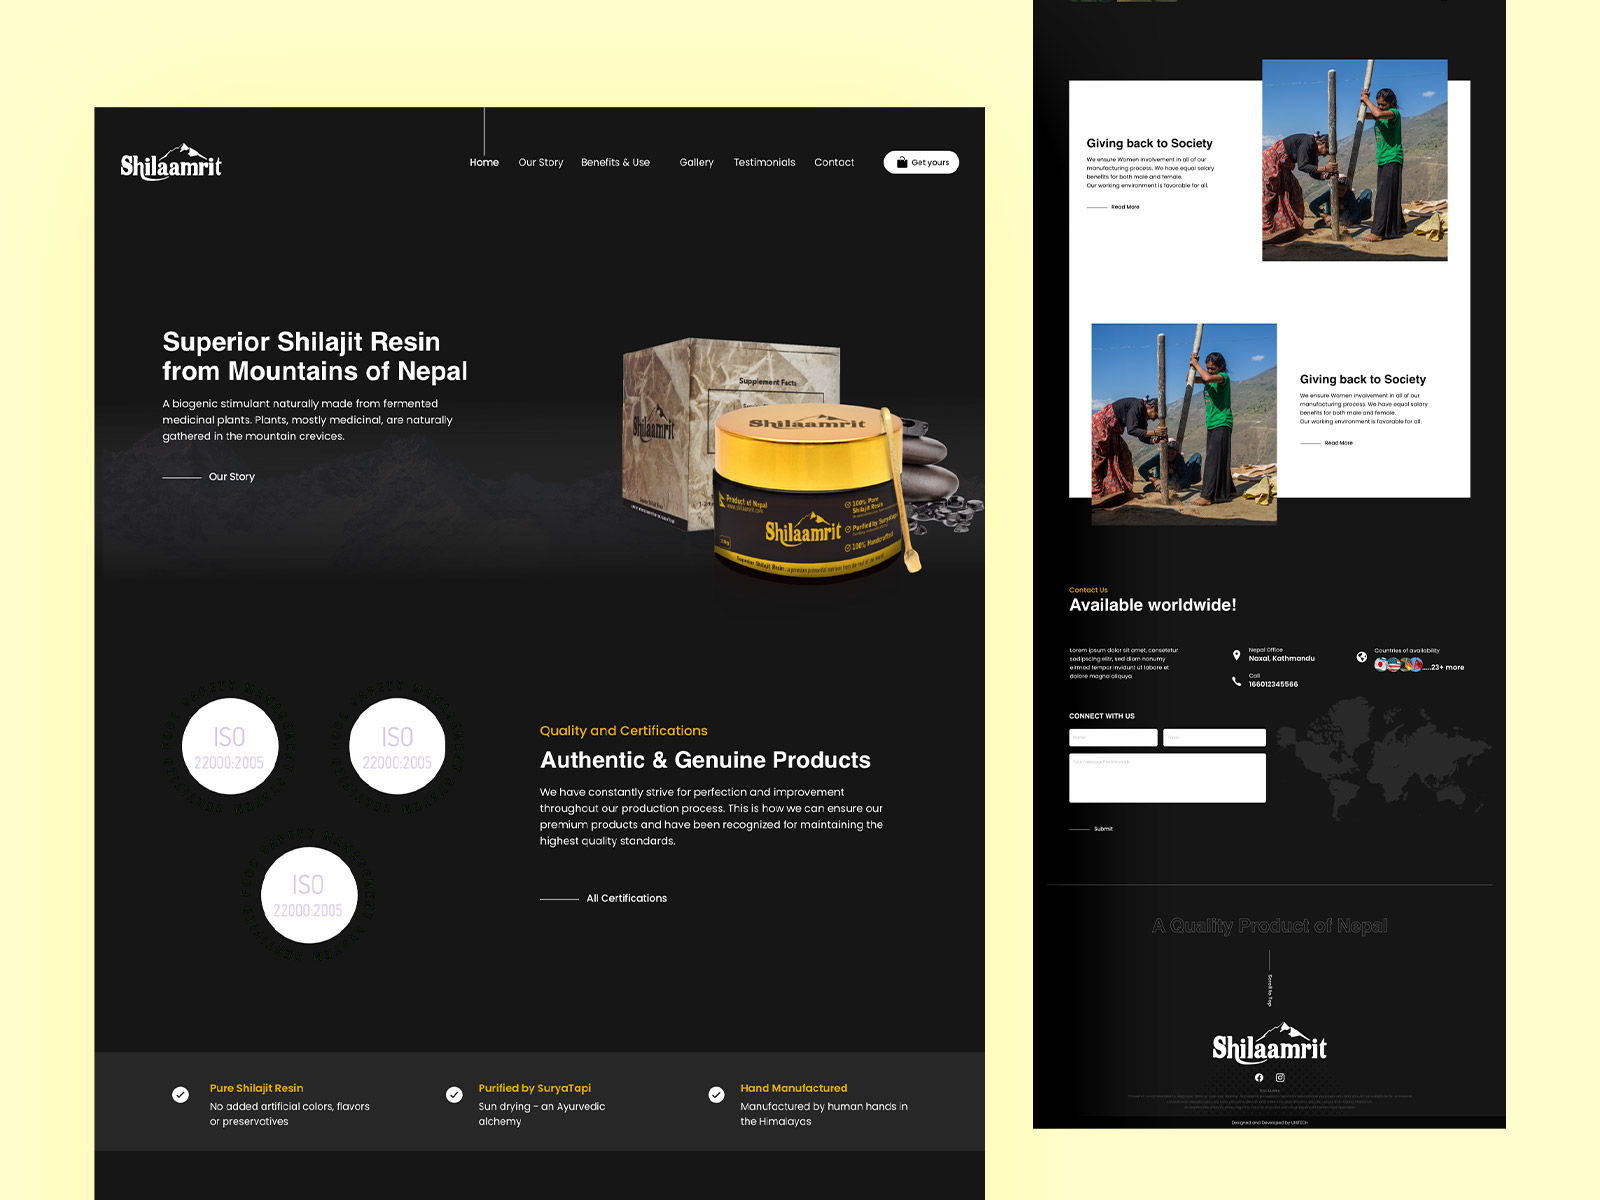 Shilaamrit
Home
Our Story
Benefits & Use
Gallery
Testimonials
Contact
Get yours
Superior Shilajit Resin
from Mountains of Nepal
A biogenic stimulant naturally made from fermented
medicinal plants. Plants, mostly medicinal, are naturally
gathered in the mountain crevices.
Our Story
Supplement Facts
Shilaamrit
Shilaamrit
Product of Nepal
100% Pure
Shilajit Resin
Purified by SuryaTapi
100% Handcrafted
Shilaamrit
Superior Shilajit Resin
ISO
22000:2005
ISO
22000:2005
ISO
22000:2005
Quality and Certifications
Authentic & Genuine Products
We have constantly strive for perfection and improvement
throughout our production process. This is how we can ensure our
premium products and have been recognized for maintaining the
highest quality standards.
All Certifications
Pure Shilajit Resin
No added artificial colors, flavors
or preservatives
Purified by SuryaTapi
Sun drying - an Ayurvedic
alchemy
Hand Manufactured
Manufactured by human hands in
the Himalayas
Giving back to Society
We ensure Women involvement in all of our
manufacturing process. We have equal salary
benefits for both male and female.
Our working environment is favorable for all.
Read More
Giving back to Society
We ensure Women involvement in all of our
manufacturing process. We have equal salary
benefits for both male and female.
Our working environment is favorable for all.
Read More
Contact Us
Available worldwide!
Lorem ipsum dolor sit amet, consetetur
sadipscing elitr, sed diam nonumy
eirmod tempor invidunt ut labore et
dolore magna aliquya
Nepal Office
Naxal, Kathmandu
Call
166012345566
Countries of availability
.....23+ more
CONNECT WITH US
Submit
A Quality Product of Nepal
Scroll to Top
Shilaamrit
Designed and Developed by UNITECH